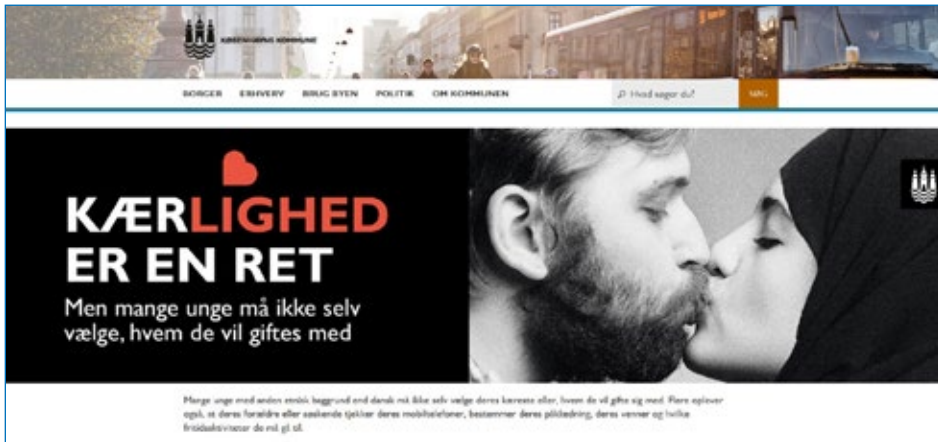 KØBENHAVNS KOMMUNE
BORGER ERHVERV BRUG BYEN POLITIK OM KOMMUNEN
Hvad søger du?
SØG
KÆRLIGHED
ER EN RET
Men mange unge må ikke selv
vælge, hvem de vil giftes med
Mange unge med anden etnisk baggrund end dansk må ikke selv vælge deres kæreste eller, hvem de vil gifte sig med. Flere oplever
også, at deres forældre eller søskende tjekker deres mobiltelefoner, bestemmer deres påklædning, deres venner og hvilke
fritidsaktiviteter de må gå til.